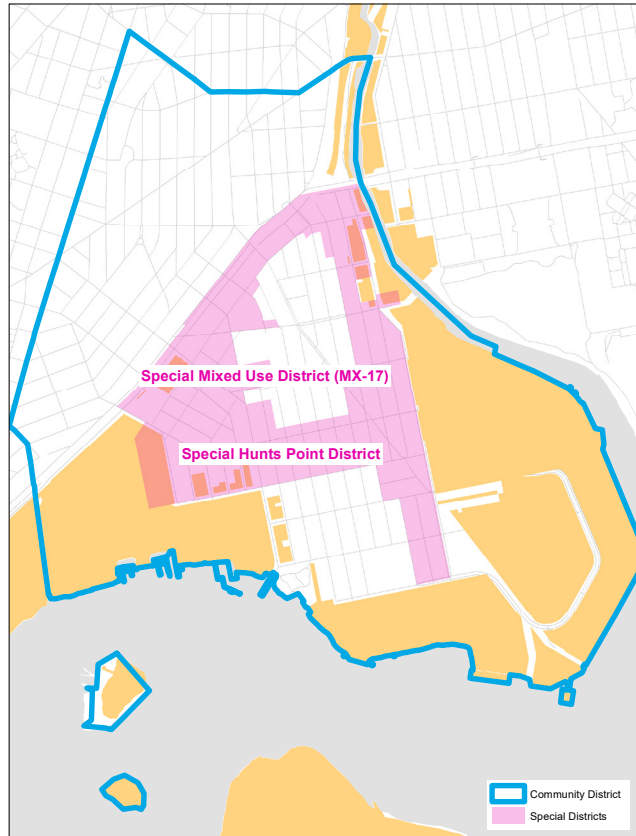 Special Mixed Use District (MX-17)
Special Hunts Point District
Community District
Special Districts